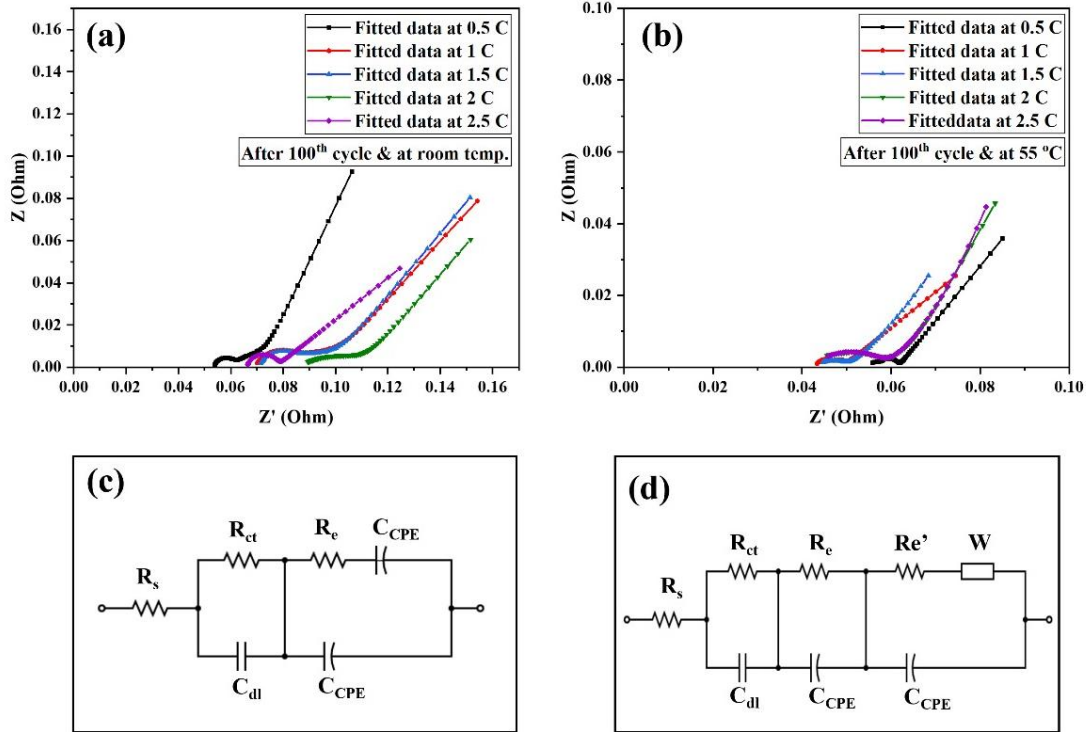 (a)
Fitted data at 0.5 C
Fitted data at 1 C
Fitted data at 1.5 C
Fitted data at 2 C
Fitted data at 2.5 C
After 100th cycle & at room temp.
Z (Ohm)
0.16
0.14
0.12
0.10
0.08
0.06
0.04
0.02
0.00
0.00 0.02 0.04 0.06 0.08 0.10 0.12 0.14 0.16
Z' (Ohm)
(b)
Fitted data at 0.5 C
Fitted data at 1 C
Fitted data at 1.5 C
Fitted data at 2 C
Fitteddata at 2.5 C
After 100th cycle & at 55 °C
Z (Ohm)
0.10
0.08
0.06
0.04
0.02
0.00
0.00 0.02 0.04 0.06 0.08 0.10
Z' (Ohm)
(c)
Rs
Rct
Re
CCPE
Cdl
CCPE
(d)
Rs
Rct
Re
Re’
W
Cdl
CCPE
CCPE